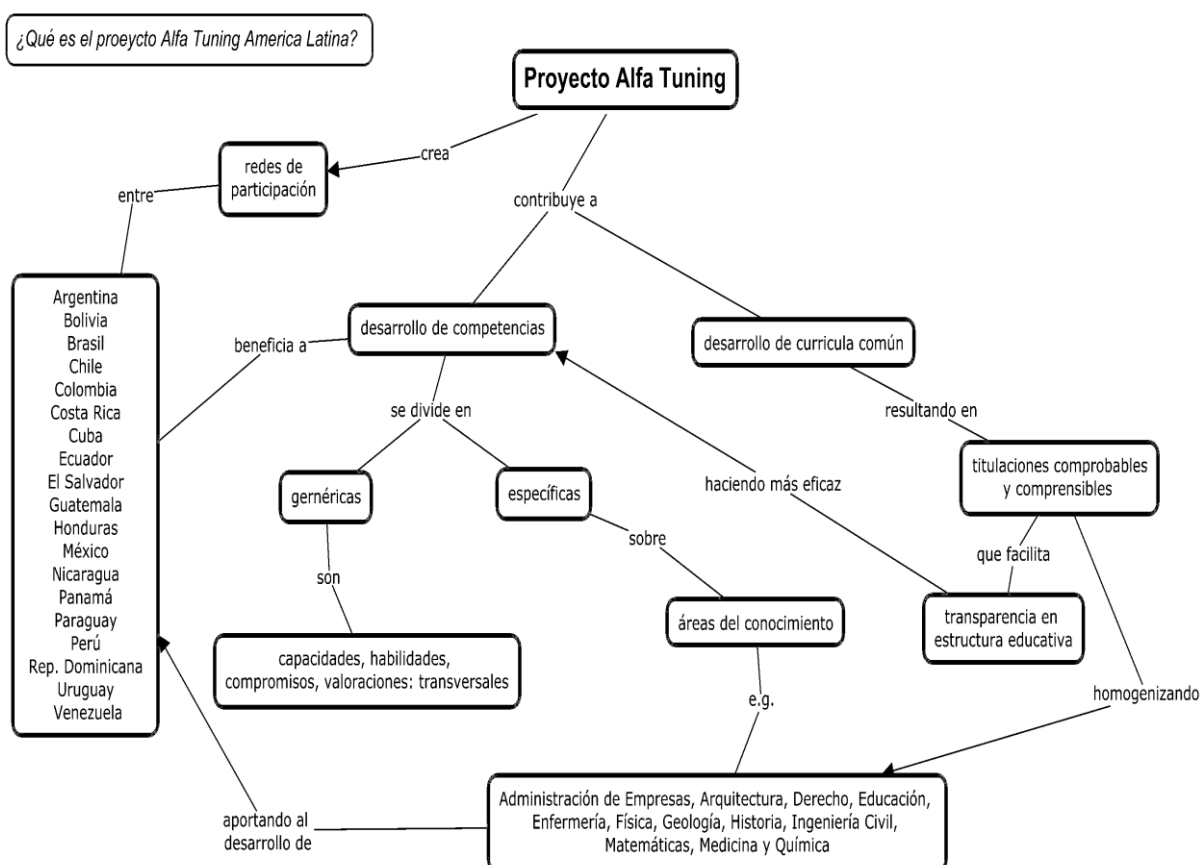 ¿Qué es el proeycto Alfa Tuning America Latina?
Proyecto Alfa Tuning
crea
redes de
participación
entre
contribuye a
Argentina
Bolivia
Brasil
Chile
Colombia
Costa Rica
Cuba
Ecuador
El Salvador
Guatemala
Honduras
México
Nicaragua
Panamá
Paraguay
Perú
Rep. Dominicana
Uruguay
Venezuela
beneficia a
desarrollo de competencias
desarrollo de curricula común
se divide en
resultando en
gernéricas
específicas
haciendo más eficaz
titulaciones comprobables
y comprensibles
son
sobre
que facilita
capacidades, habilidades,
compromisos, valoraciones: transversales
áreas del conocimiento
transparencia en
estructura educativa
e.g.
homogenizando
Administración de Empresas, Arquitectura, Derecho, Educación,
Enfermería, Física, Geología, Historia, Ingeniería Civil,
Matemáticas, Medicina y Química
aportando al
desarrollo de